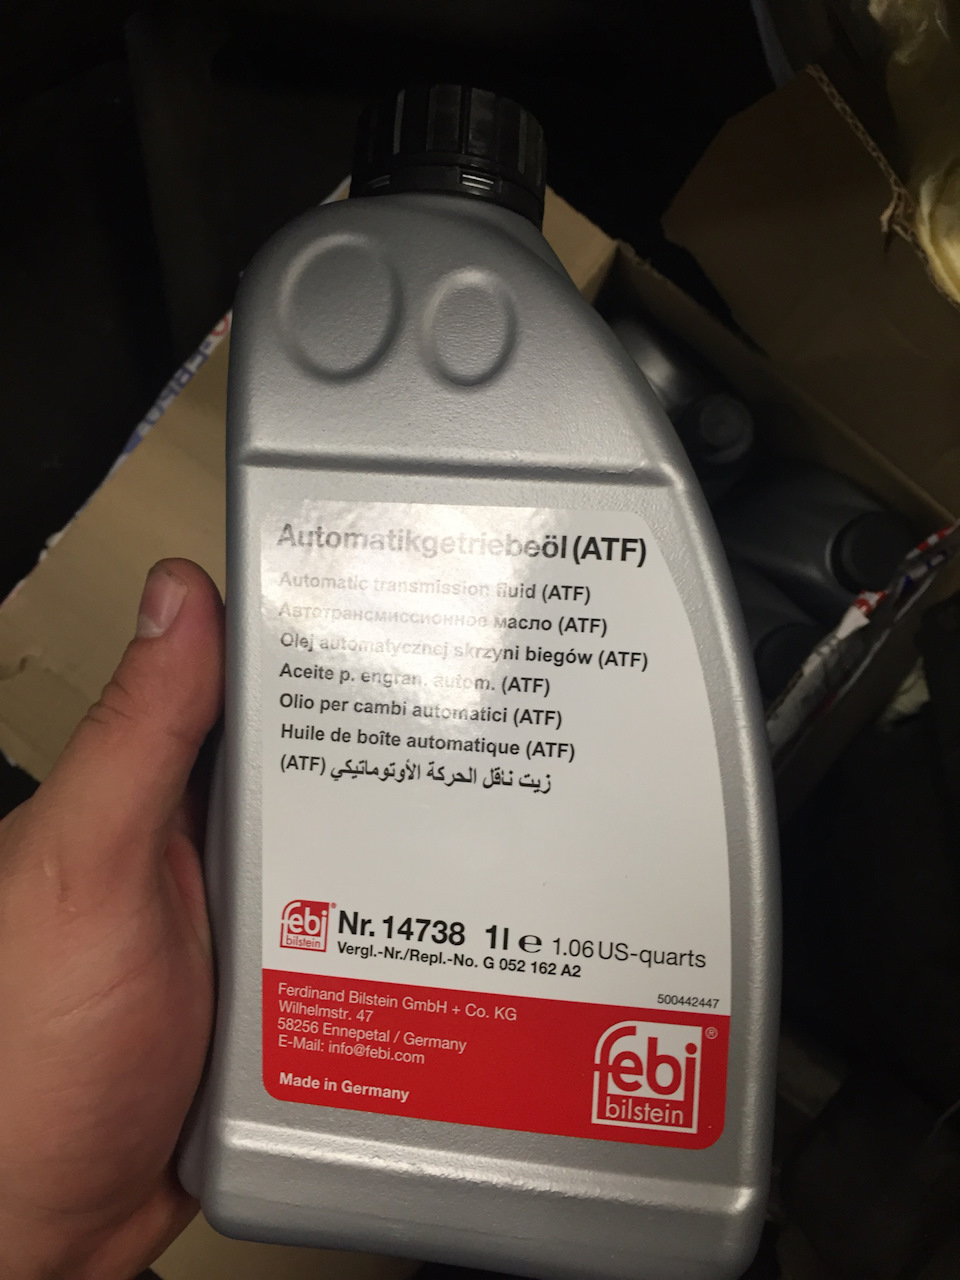 Automatikgetriebeöl (ATF)
Automatic transmission fluid (ATF)
Автотрансмиссионное масло (ATF)
Olej automatycznej skrzyni biegów (ATF)
Aceite p. engran. autom. (ATF)
Olio per cambi automatici (ATF)
Huile de boîte automatique (ATF)
زيت ناقل الحركة الأوتوماتيكي (ATF)
febi® bilstein Nr. 14738 1l e 1.06 US-quarts
Vergl.-Nr./Repl.-No. G 052 162 A2
500442447
Ferdinand Bilstein GmbH + Co. KG
Wilhelmstr. 47
58256 Ennepetal / Germany
E-Mail: info@febi.com
Made in Germany
febi®
bilstein